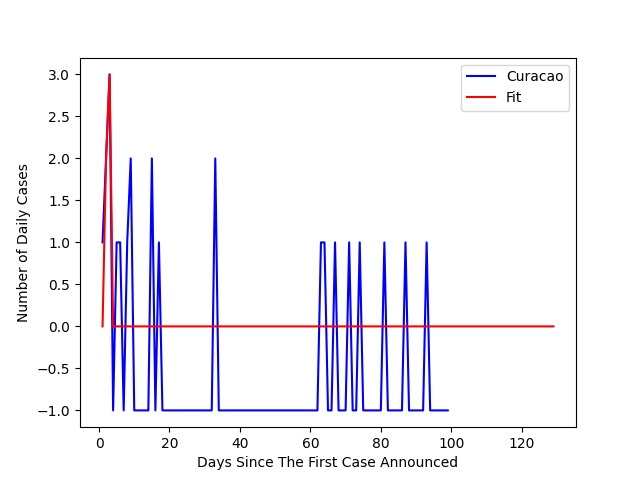 Curacao
Fit
Number of Daily Cases
3.0
2.5
2.0
1.5
1.0
0.5
0.0
−0.5
−1.0
0 20 40 60 80 100 120
Days Since The First Case Announced